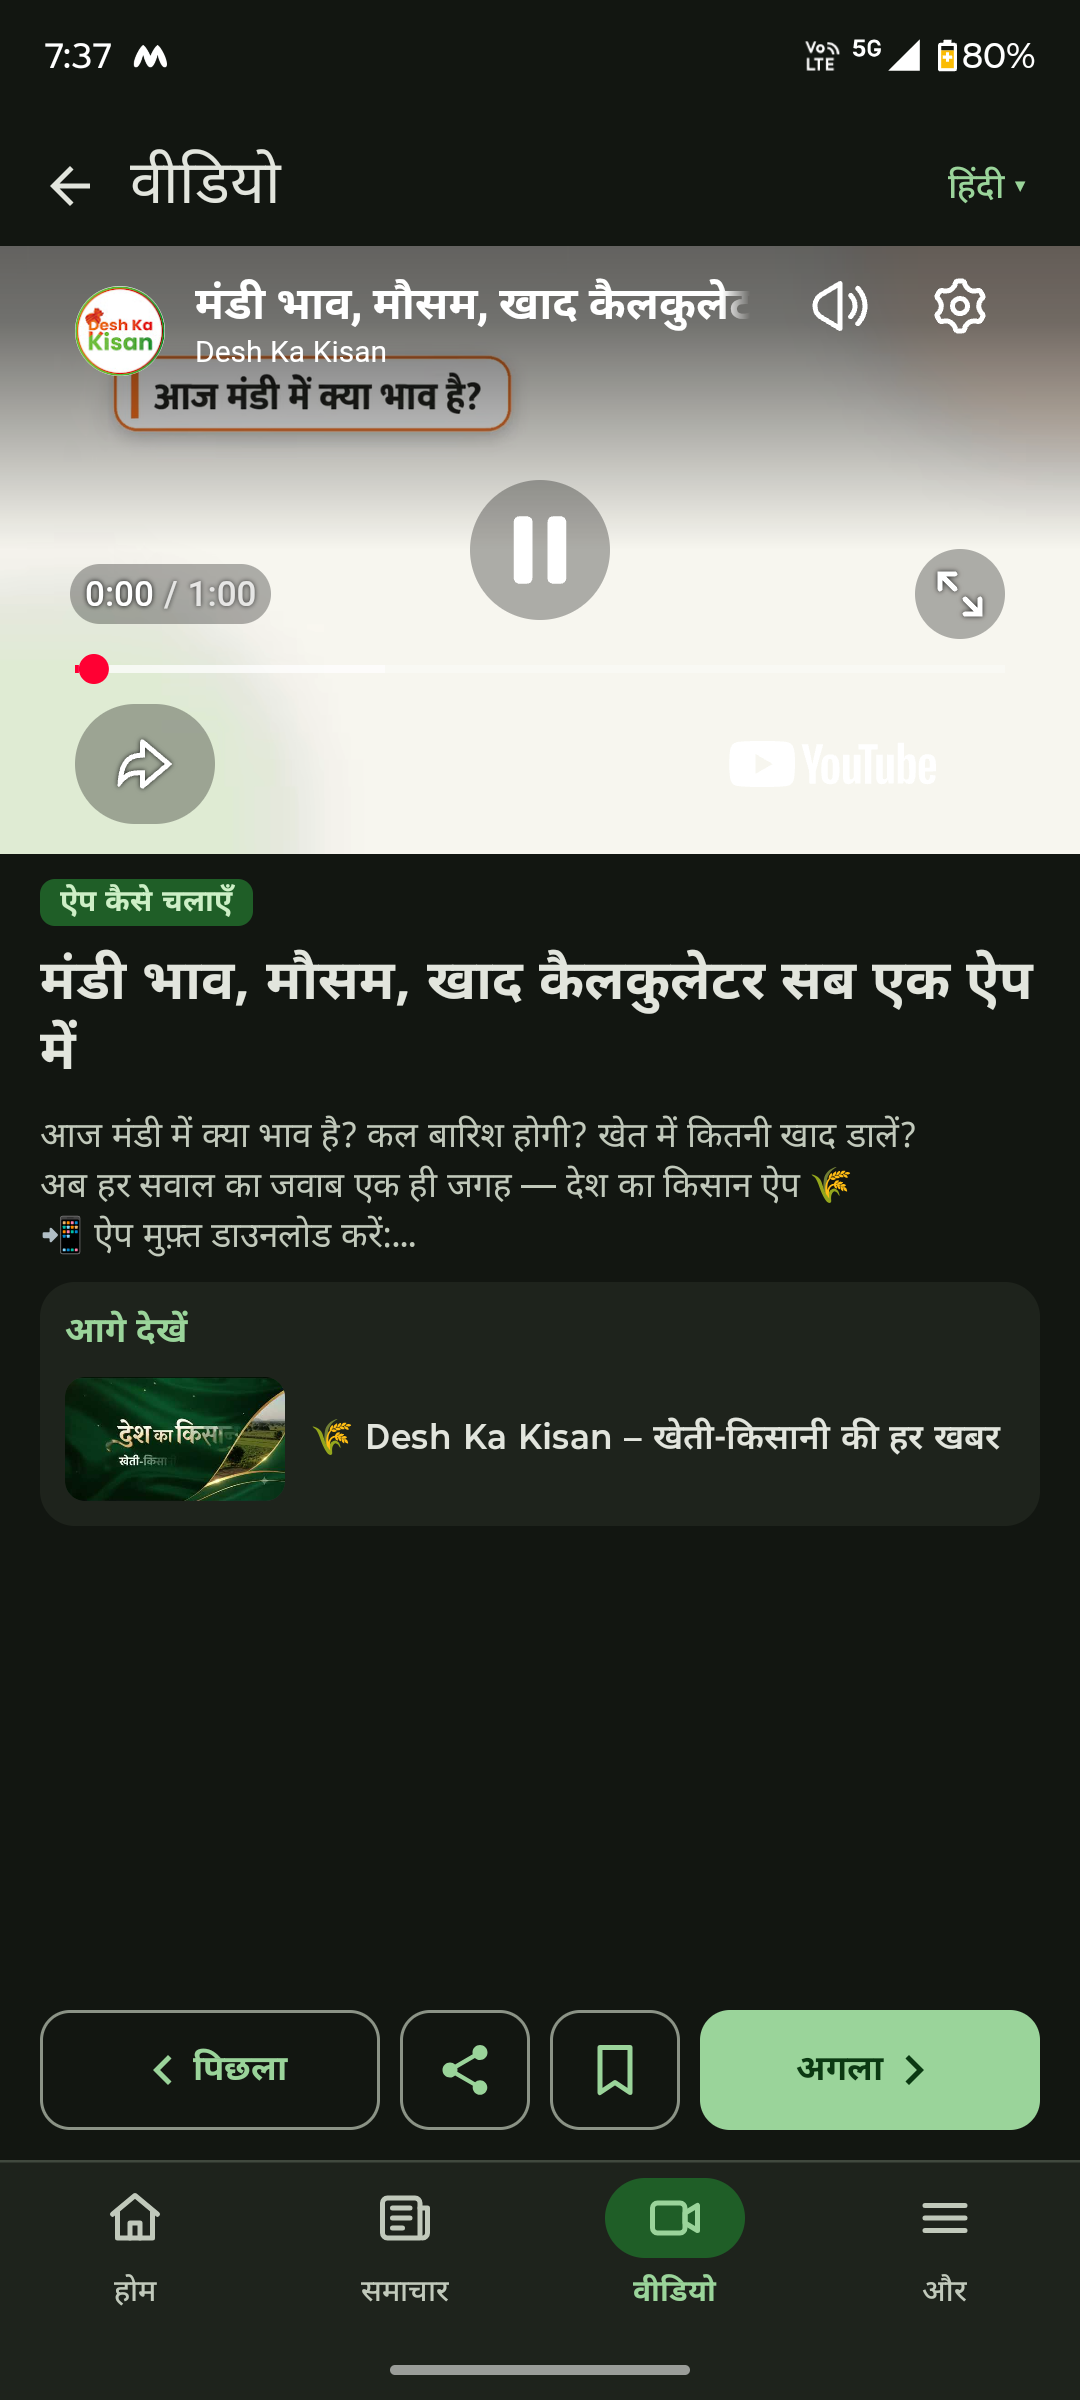 7:37
Vo LTE 5G 80%
वीडियो
हिंदी
Desh Ka Kisan
मंडी भाव, मौसम, खाद कैलकुलेट
Desh Ka Kisan
आज मंडी में क्या भाव है?
0:00 / 1:00
YouTube
ऐप कैसे चलाएँ
मंडी भाव, मौसम, खाद कैलकुलेटर सब एक ऐप
में
आज मंडी में क्या भाव है? कल बारिश होगी? खेत में कितनी खाद डालें?
अब हर सवाल का जवाब एक ही जगह — देश का किसान ऐप 🌾
📲 ऐप मुफ़्त डाउनलोड करें:...
आगे देखें
देश का किसान
खेती-किसा
🌾 Desh Ka Kisan – खेती-किसानी की हर खबर
पिछला
अगला
होम
समाचार
वीडियो
और